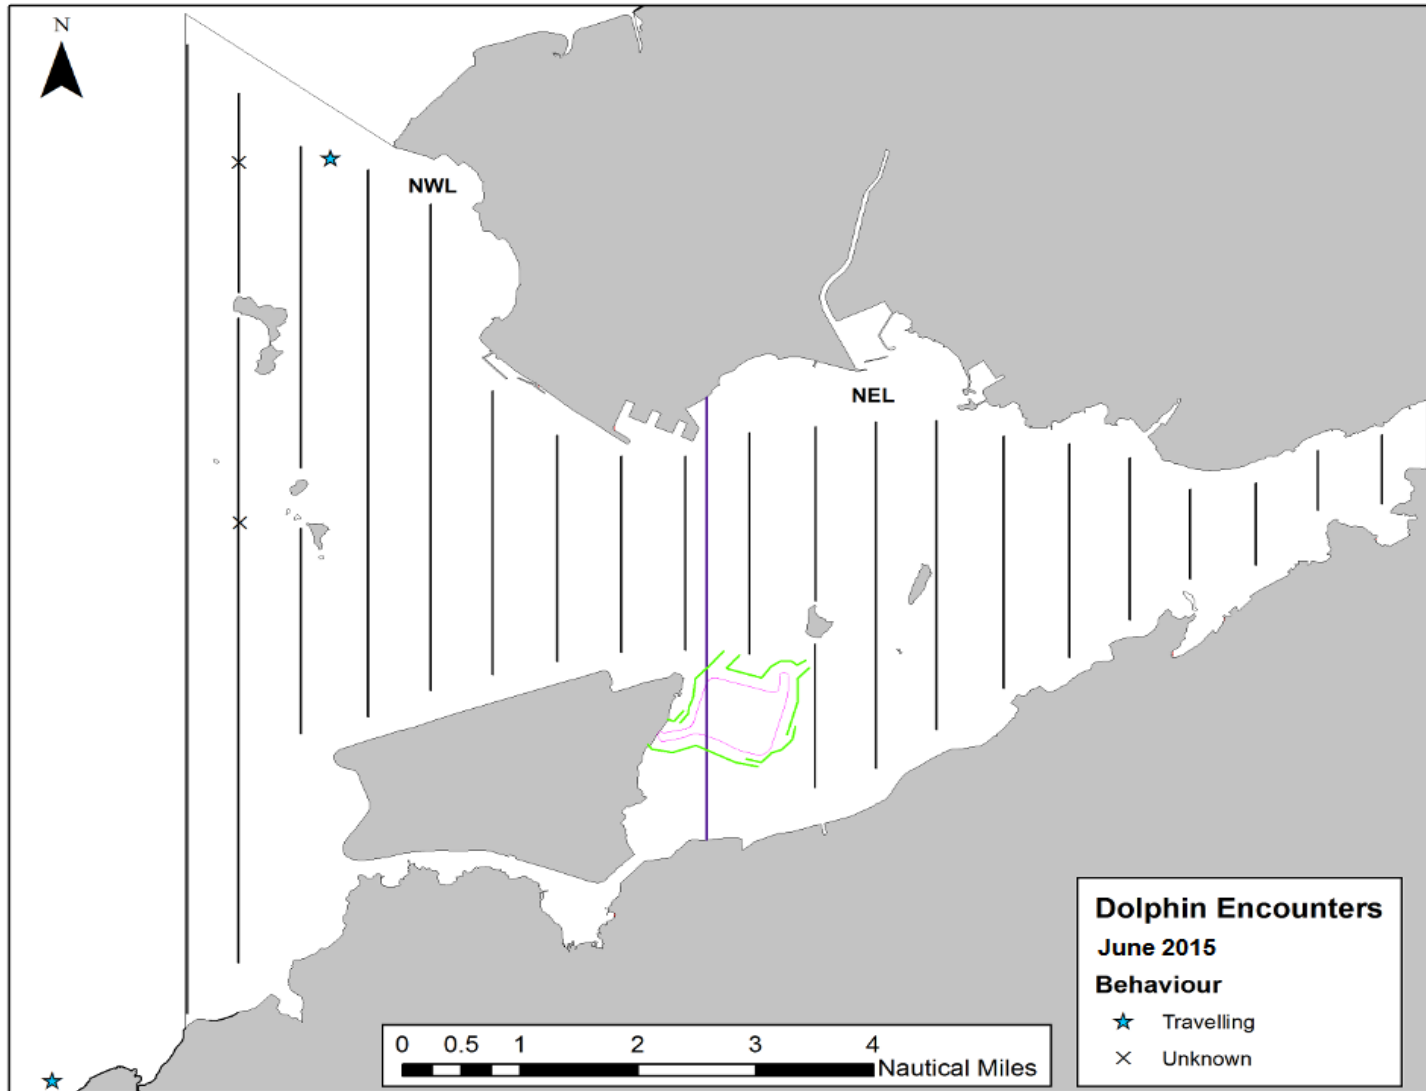 N
NWL
NEL
Dolphin Encounters
June 2015
Behaviour
Travelling
Unknown
0 0.5 1 2 3 4
Nautical Miles